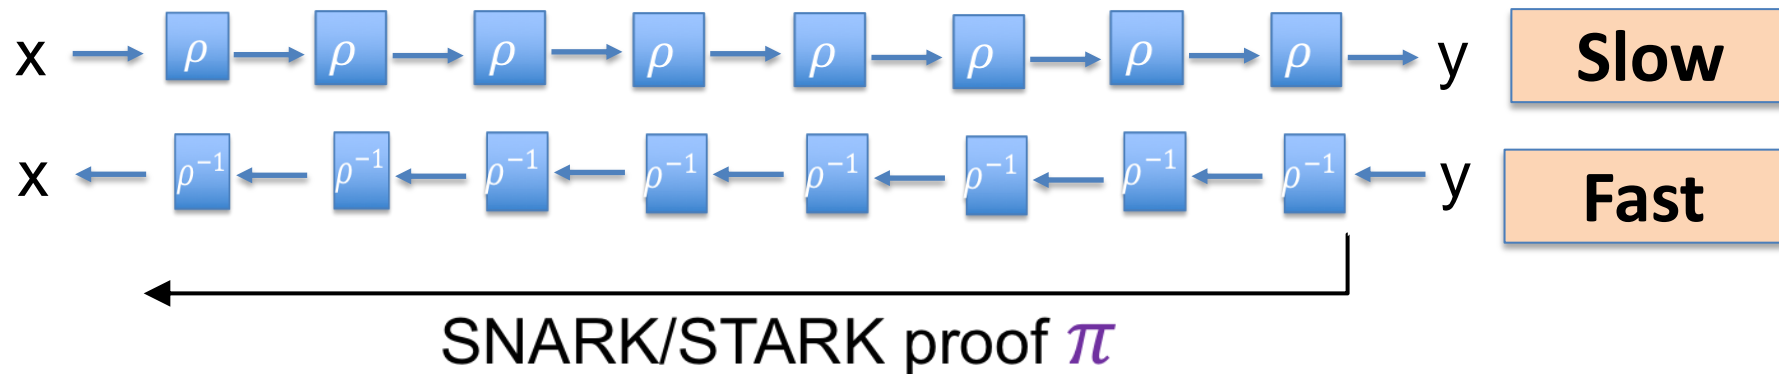 x ρ ρ ρ ρ ρ ρ ρ ρ y Slow
x ρ⁻¹ ρ⁻¹ ρ⁻¹ ρ⁻¹ ρ⁻¹ ρ⁻¹ ρ⁻¹ ρ⁻¹ y Fast
SNARK/STARK proof π